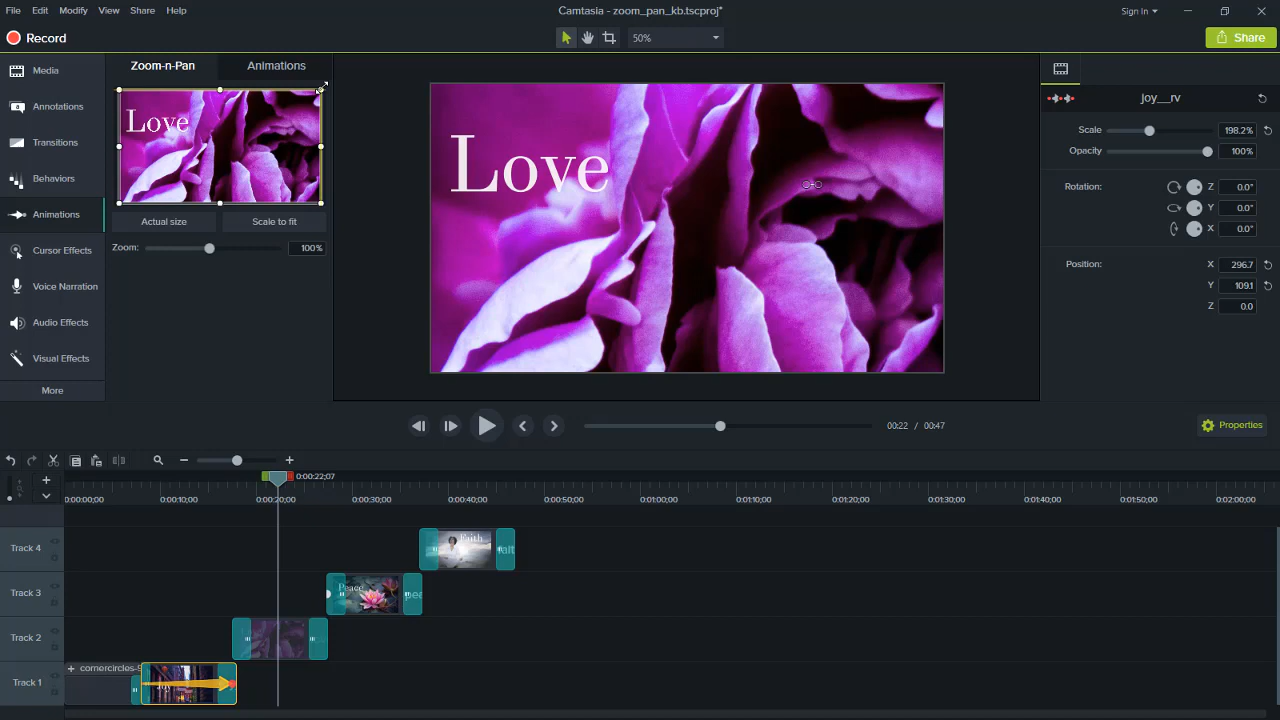 File Edit Modify View Share Help
Camtasia - zoom_pan_kb.tscproj*
Sign In
Record
50%
Share
Media
Annotations
Transitions
Behaviors
Animations
Cursor Effects
Voice Narration
Audio Effects
Visual Effects
More
Zoom-n-Pan Animations
Love
Actual size Scale to fit
Zoom: 100%
Love
joy__rv
Scale 198.2%
Opacity 100%
Rotation: Z 0.0°
Y 0.0°
X 0.0°
Position: X 296.7
Y 109.1
Z 0.0
00:22 / 00:47
Properties
0:00:22;07
0:00:00;00 0:00:10;00 0:00:20;00 0:00:30;00 0:00:40;00 0:00:50;00 0:01:00;00 0:01:10;00 0:01:20;00 0:01:30;00 0:01:40;00 0:01:50;00 0:02:00;00
Track 4
Faith
Track 3
Peace
Track 2
Track 1
+ cornercircles-
Joy